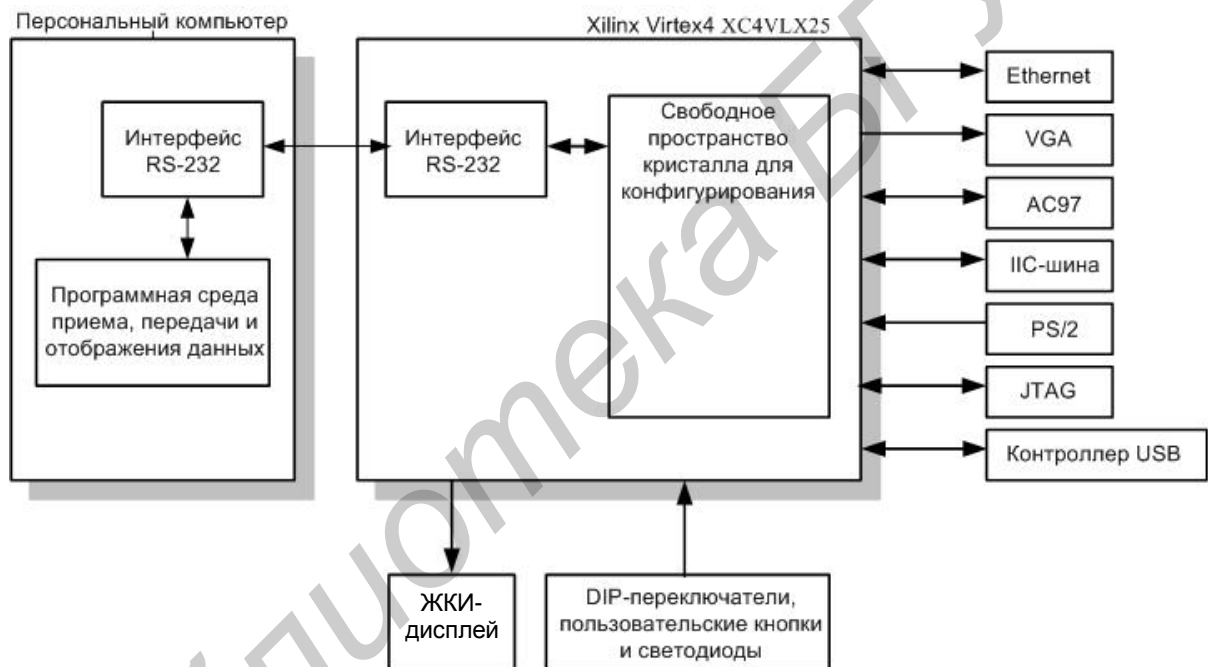 Персональный компьютер
Xilinx Virtex4 XC4VLX25
Интерфейс
RS-232
Интерфейс
RS-232
Свободное
пространство
кристалла для
конфигурирования
Программная среда
приема, передачи и
отображения данных
Ethernet
VGA
AC97
IIC-шина
PS/2
JTAG
Контроллер USB
ЖКИ-
дисплей
DIP-переключатели,
пользовательские кнопки
и светодиоды